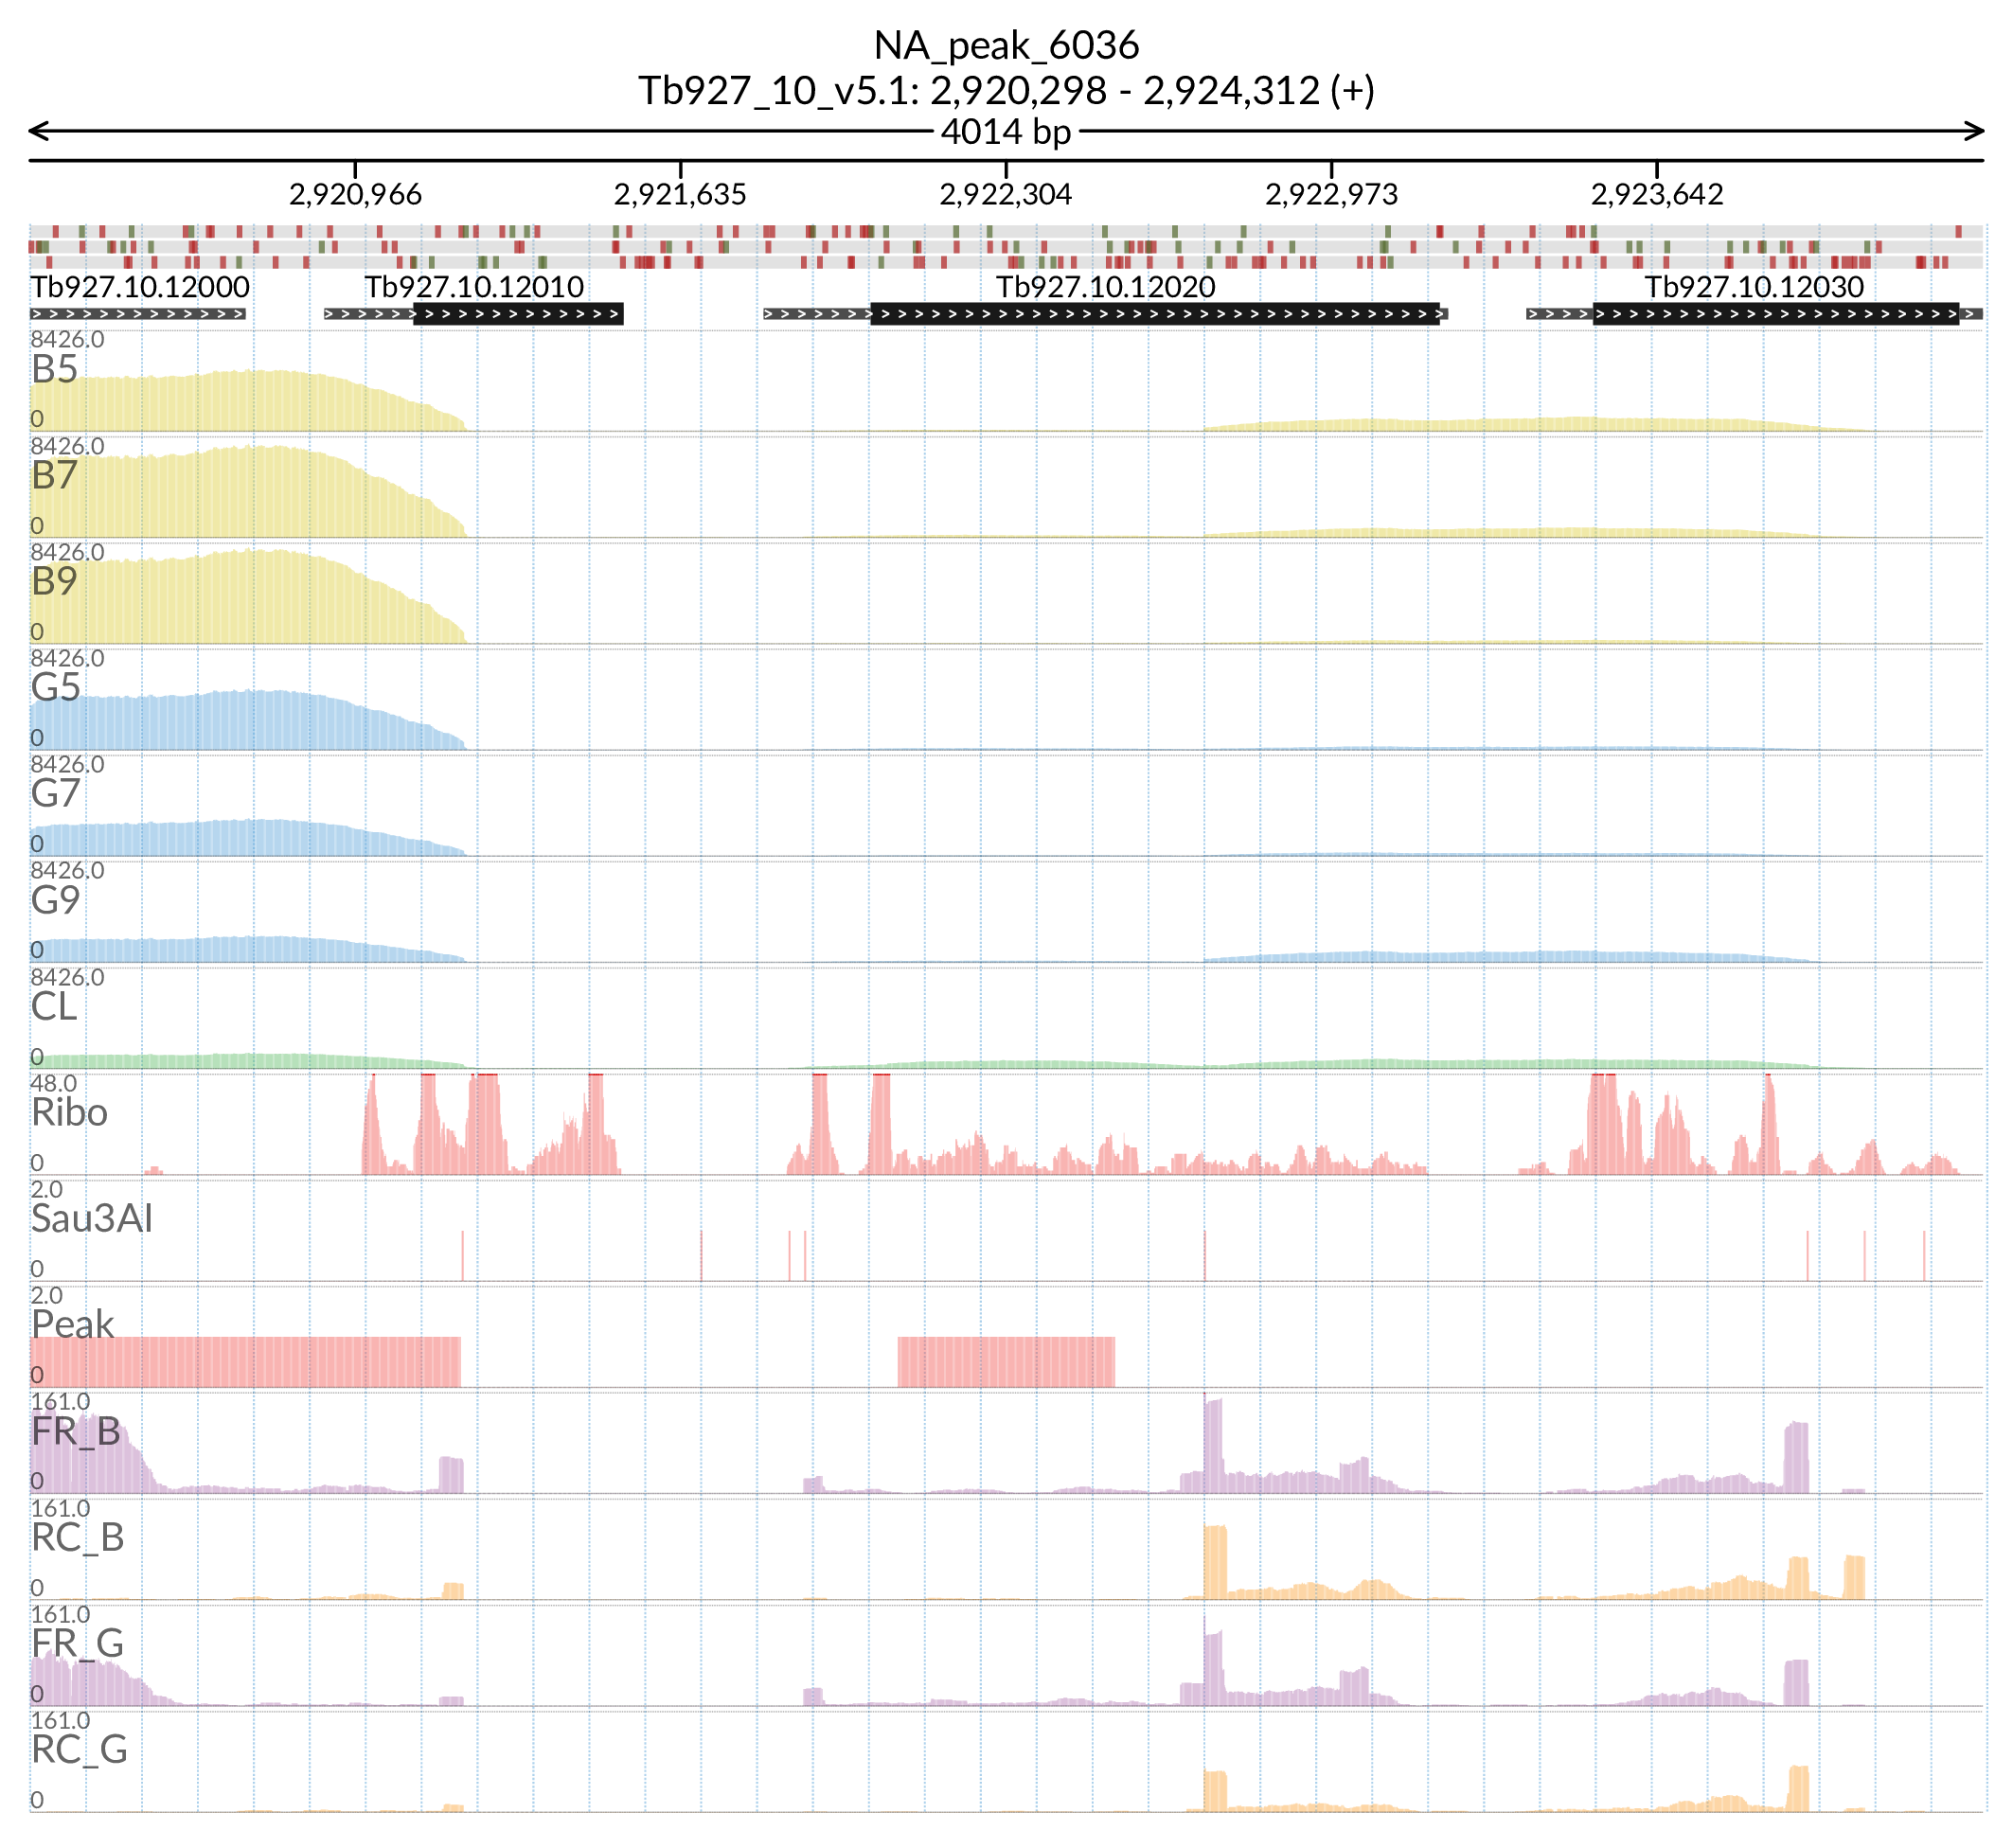 NA_peak_6036
Tb927_10_v5.1: 2,920,298 - 2,924,312 (+)
4014 bp
2,920,966 2,921,635 2,922,304 2,922,973 2,923,642
Tb927.10.12000 Tb927.10.12010 Tb927.10.12020 Tb927.10.12030
8426.0
B5
0
8426.0
B7
0
8426.0
B9
0
8426.0
G5
0
8426.0
G7
0
8426.0
G9
0
8426.0
CL
0
48.0
Ribo
0
2.0
Sau3AI
0
2.0
Peak
0
161.0
FR_B
0
161.0
RC_B
0
161.0
FR_G
0
161.0
RC_G
0